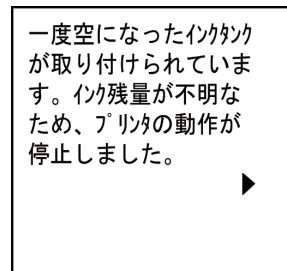 一度空になったｲﾝｸﾀﾝｸ
が取り付けられていま
す。ｲﾝｸ残量が不明な
ため、ﾌﾟﾘﾝﾀの動作が
停止しました。